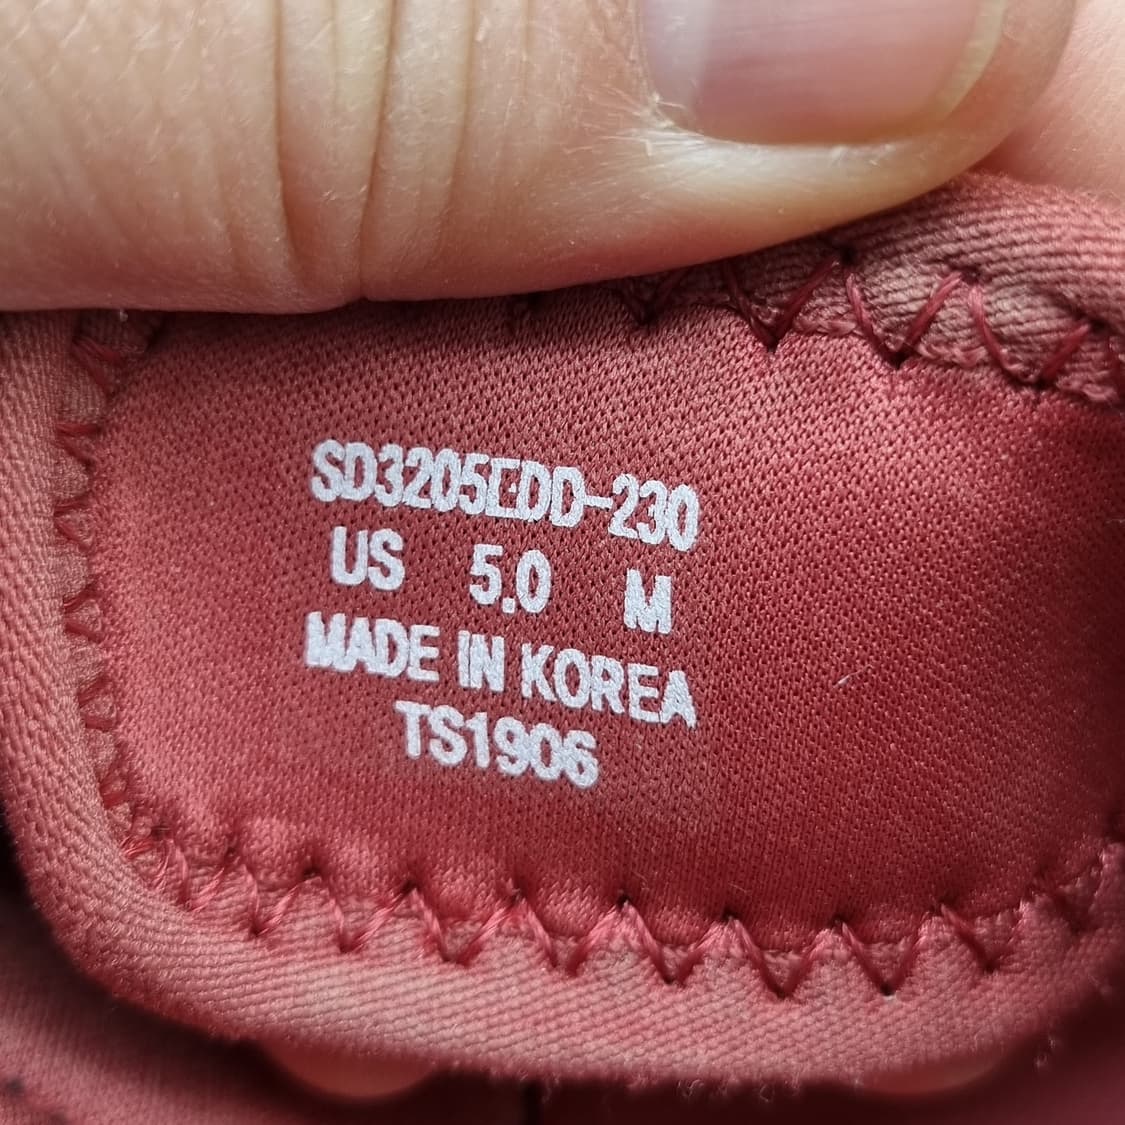 SD3205EDD-230
US 5.0 M
MADE IN KOREA
TS1906